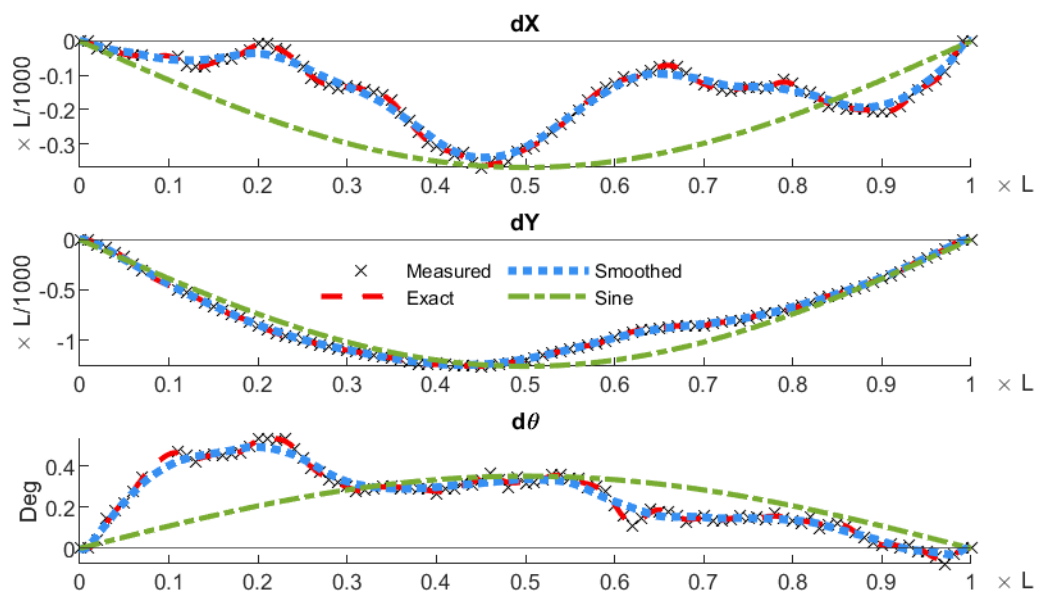 dX
0
-0.1
-0.2
-0.3
× L/1000
0 0.1 0.2 0.3 0.4 0.5 0.6 0.7 0.8 0.9 1 × L
dY
0
-0.5
-1
× L/1000
Measured Smoothed
Exact Sine
0 0.1 0.2 0.3 0.4 0.5 0.6 0.7 0.8 0.9 1 × L
dθ
0.4
0.2
0
Deg
0 0.1 0.2 0.3 0.4 0.5 0.6 0.7 0.8 0.9 1 × L